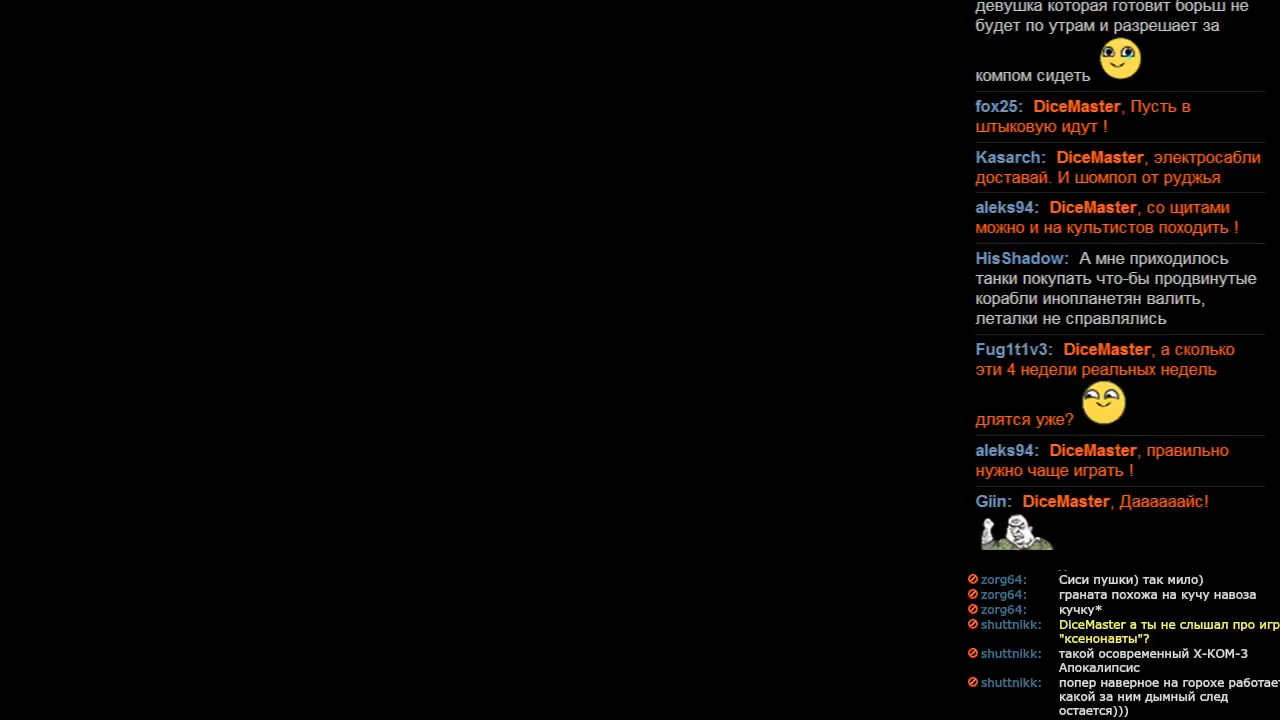 девушка которая готовит борьш не
будет по утрам и разрешает за
компом сидеть
fox25: DiceMaster, Пусть в
штыковую идут !
Kasarch: DiceMaster, электросабли
доставай. И шомпол от руджья
aleks94: DiceMaster, со щитами
можно и на культистов походить !
HisShadow: А мне приходилось
танки покупать что-бы продвинутые
корабли инопланетян валить,
леталки не справлялись
Fug1t1v3: DiceMaster, а сколько
эти 4 недели реальных недель
длятся уже?
aleks94: DiceMaster, правильно
нужно чаще играть !
Giin: DiceMaster, Даааааайс!
zorg64: Сиси пушки) так мило)
zorg64: граната похожа на кучу навоза
zorg64: кучку*
shuttnikk: DiceMaster а ты не слышал про игр
"ксенонавты"?
shuttnikk: такой осовременный Х-КОМ-3
Апокалипсис
shuttnikk: попер наверное на горохе работает
какой за ним дымный след
остается)))